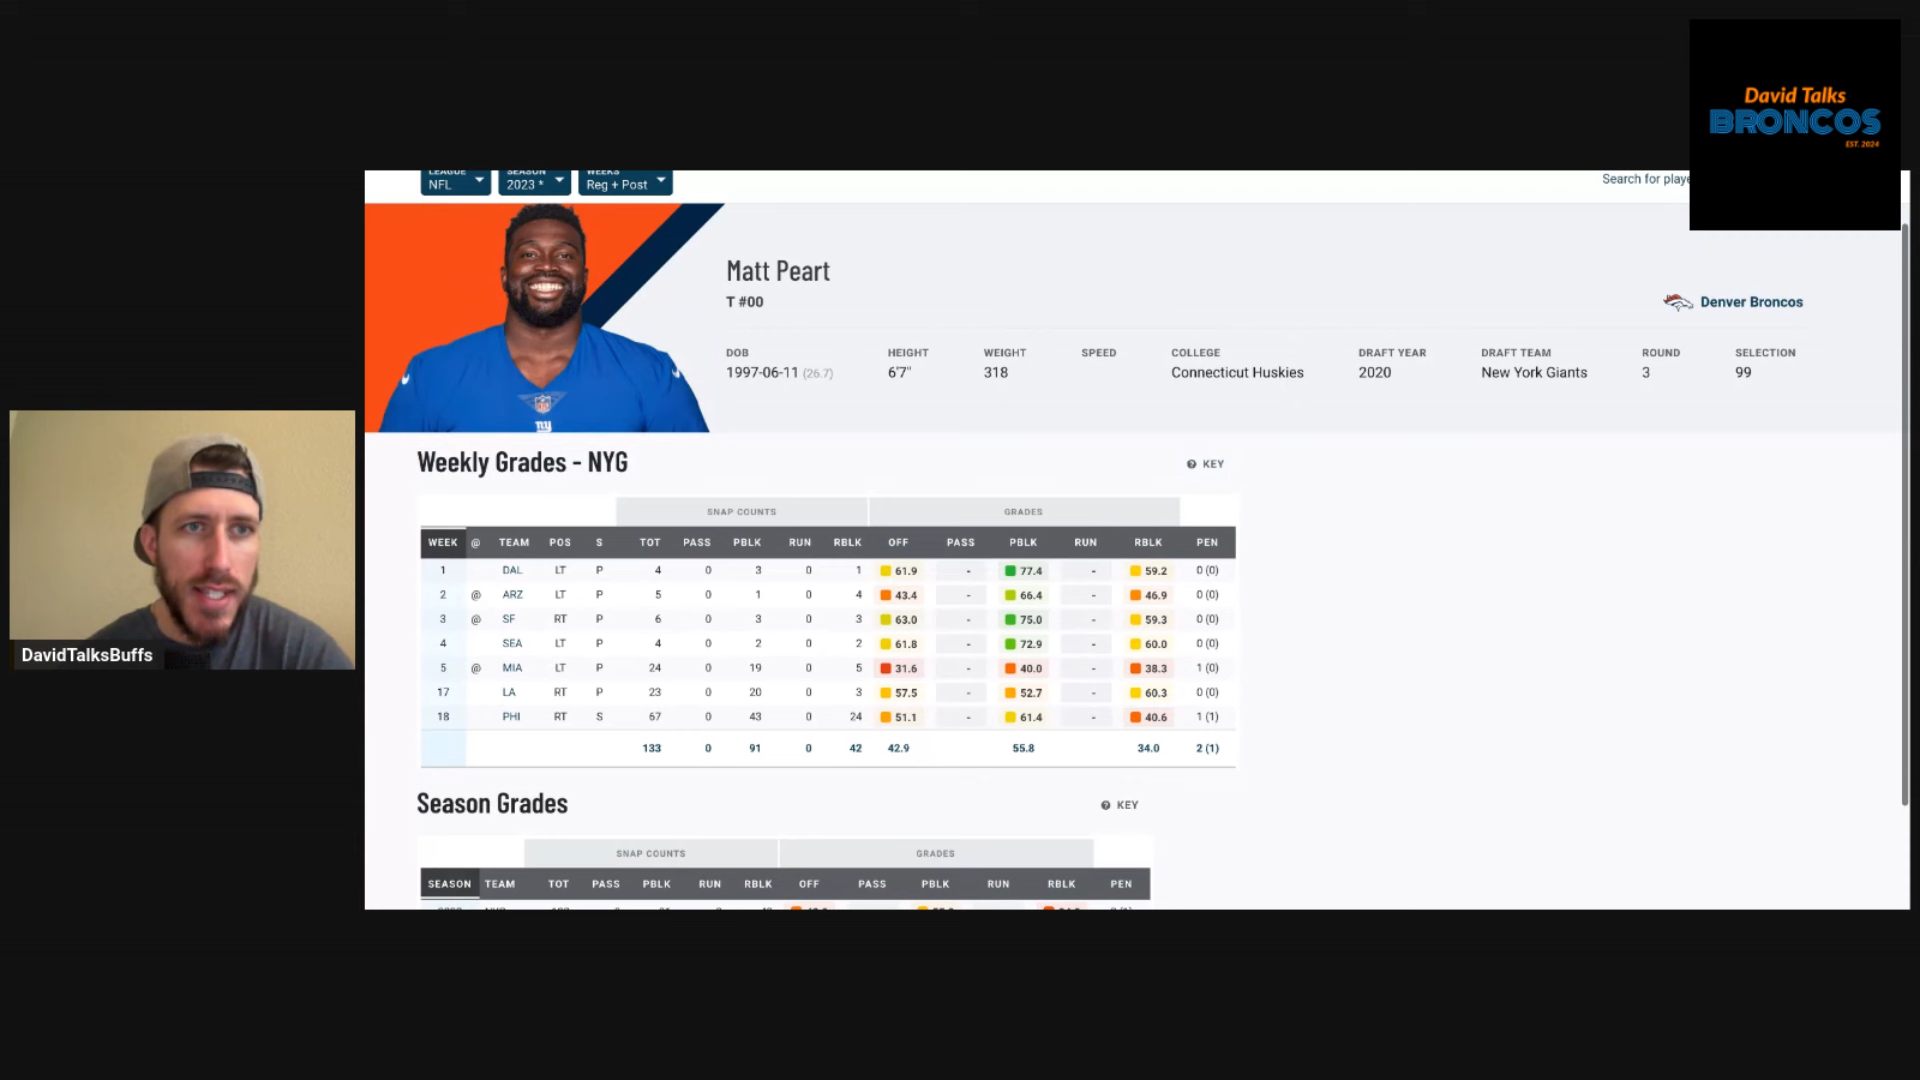 David Talks
BRONCOS
EST. 2024
LEAGUE SEASON WEEKS
NFL 2023 * Reg + Post
Search for playe
Matt Peart
T #00
Denver Broncos
DOB HEIGHT WEIGHT SPEED COLLEGE DRAFT YEAR DRAFT TEAM ROUND SELECTION
1997-06-11 (26.7) 6'7" 318 Connecticut Huskies 2020 New York Giants 3 99
ny
Weekly Grades - NYG
KEY
SNAP COUNTS GRADES
WEEK @ TEAM POS S TOT PASS PBLK RUN RBLK OFF PASS PBLK RUN RBLK PEN
1 DAL LT P 4 0 3 0 1 61.9 - 77.4 - 59.2 0 (0)
2 @ ARZ LT P 5 0 1 0 4 43.4 - 66.4 - 46.9 0 (0)
3 @ SF RT P 6 0 3 0 3 63.0 - 75.0 - 59.3 0 (0)
4 SEA LT P 4 0 2 0 2 61.8 - 72.9 - 60.0 0 (0)
5 @ MIA LT P 24 0 19 0 5 31.6 - 40.0 - 38.3 1 (0)
17 LA RT P 23 0 20 0 3 57.5 - 52.7 - 60.3 0 (0)
18 PHI RT S 67 0 43 0 24 51.1 - 61.4 - 40.6 1 (1)
133 0 91 0 42 42.9 55.8 34.0 2 (1)
DavidTalksBuffs
Season Grades
KEY
SNAP COUNTS GRADES
SEASON TEAM TOT PASS PBLK RUN RBLK OFF PASS PBLK RUN RBLK PEN